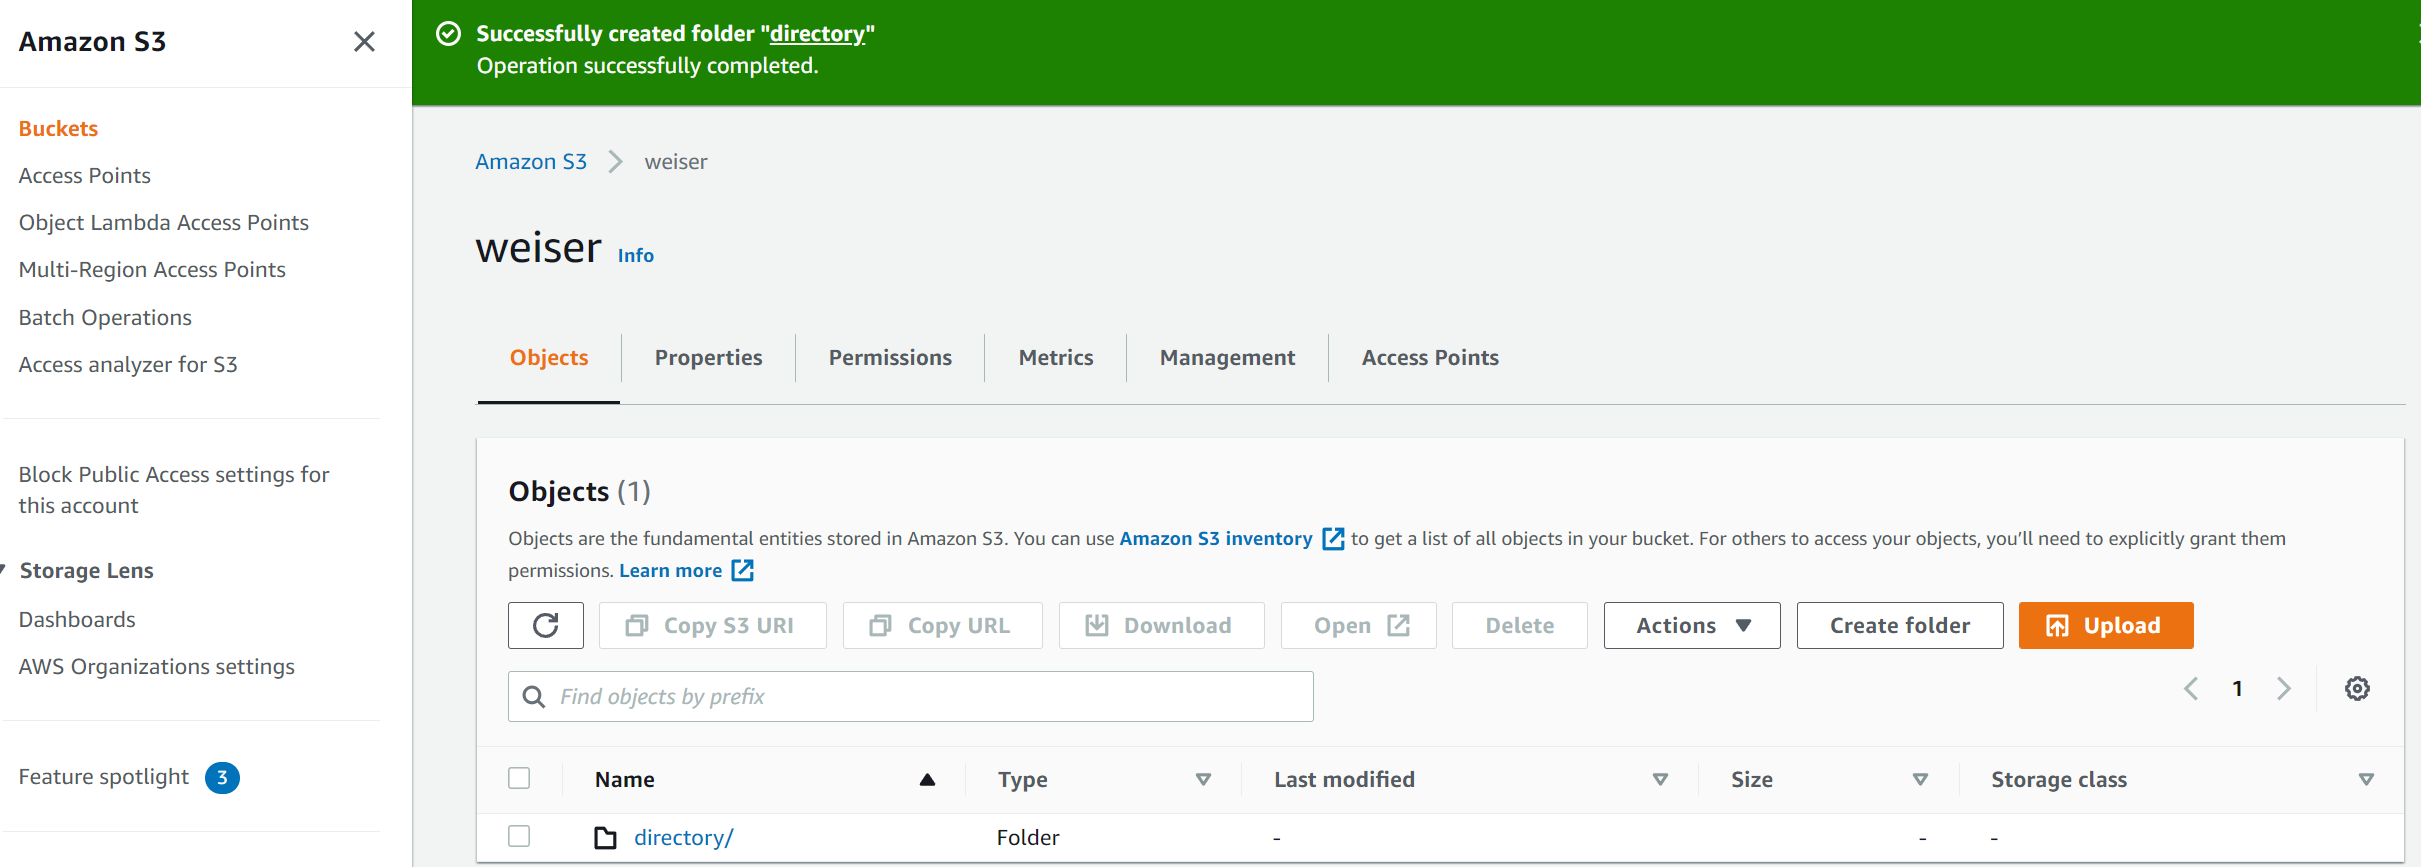 Amazon S3
Buckets
Access Points
Object Lambda Access Points
Multi-Region Access Points
Batch Operations
Access analyzer for S3
Block Public Access settings for
this account
Storage Lens
Dashboards
AWS Organizations settings
Feature spotlight 3
Successfully created folder "directory"
Operation successfully completed.
Amazon S3 weiser
weiser Info
Objects Properties Permissions Metrics Management Access Points
Objects (1)
Objects are the fundamental entities stored in Amazon S3. You can use Amazon S3 inventory to get a list of all objects in your bucket. For others to access your objects, you’ll need to explicitly grant them
permissions. Learn more
Copy S3 URI Copy URL Download Open Delete Actions Create folder Upload
Find objects by prefix 1
Name Type Last modified Size Storage class
directory/ Folder - - -